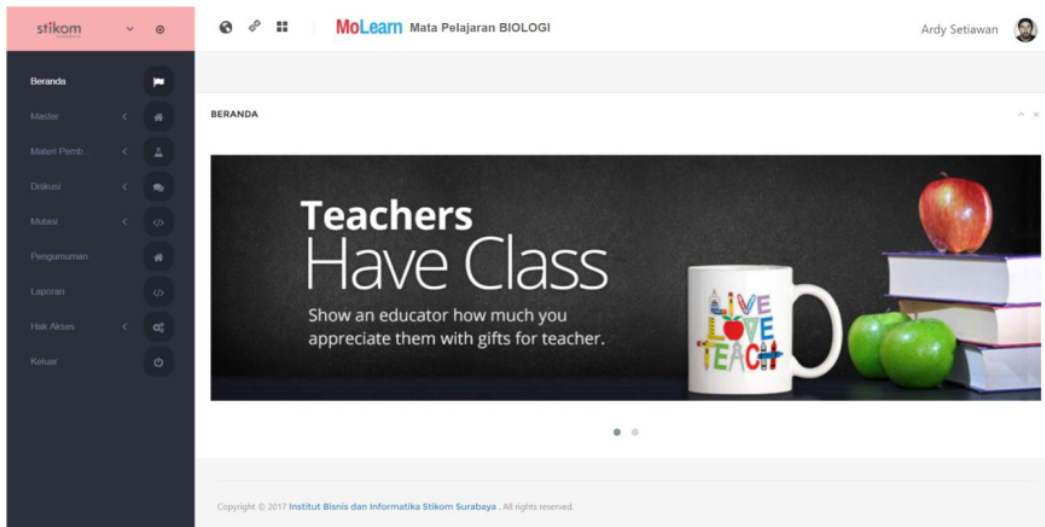 stikom
SURABAYA
MoLearn Mata Pelajaran BIOLOGI
Ardy Setiawan
Beranda
Master
Materi Pemb...
Diskusi
Mutasi
Pengumuman
Laporan
Hak Akses
Keluar
BERANDA
Teachers
Have Class
Show an educator how much you
appreciate them with gifts for teacher.
LIVE
LOVE
TEACH
Copyright © 2017 Institut Bisnis dan Informatika Stikom Surabaya . All rights reserved.